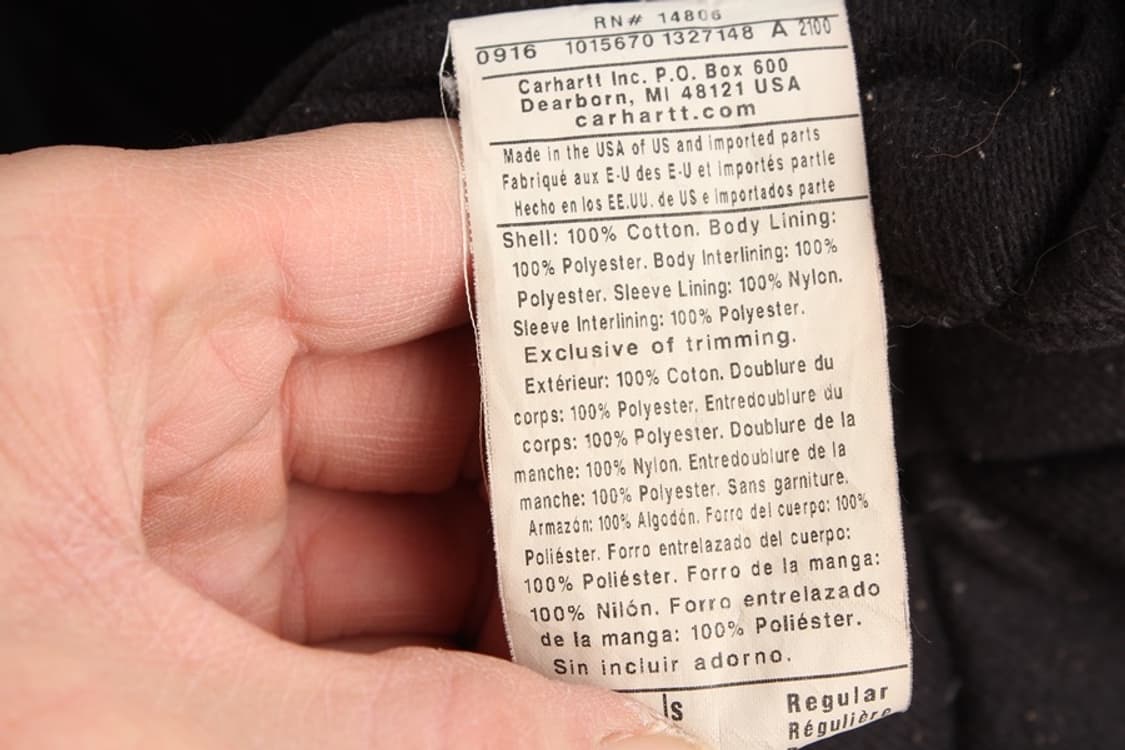 RN# 14806
0916 1015670 1327148 A 2100
Carhartt Inc. P.O. Box 600
Dearborn, MI 48121 USA
carhartt.com
Made in the USA of US and imported parts
Fabriqué aux E-U des E-U et importés partie
Hecho en los EE.UU. de US e importados parte
Shell: 100% Cotton. Body Lining:
100% Polyester. Body Interlining: 100%
Polyester. Sleeve Lining: 100% Nylon.
Sleeve Interlining: 100% Polyester.
Exclusive of trimming.
Extérieur: 100% Coton. Doublure du
corps: 100% Polyester. Entredoublure du
corps: 100% Polyester. Doublure de la
manche: 100% Nylon. Entredoublure de la
manche: 100% Polyester. Sans garniture.
Armazón: 100% Algodón. Forro del cuerpo: 100%
Poliéster. Forro entrelazado del cuerpo:
100% Poliéster. Forro de la manga:
100% Nilón. Forro entrelazado
de la manga: 100% Poliéster.
Sin incluir adorno.
Regular
Régulière